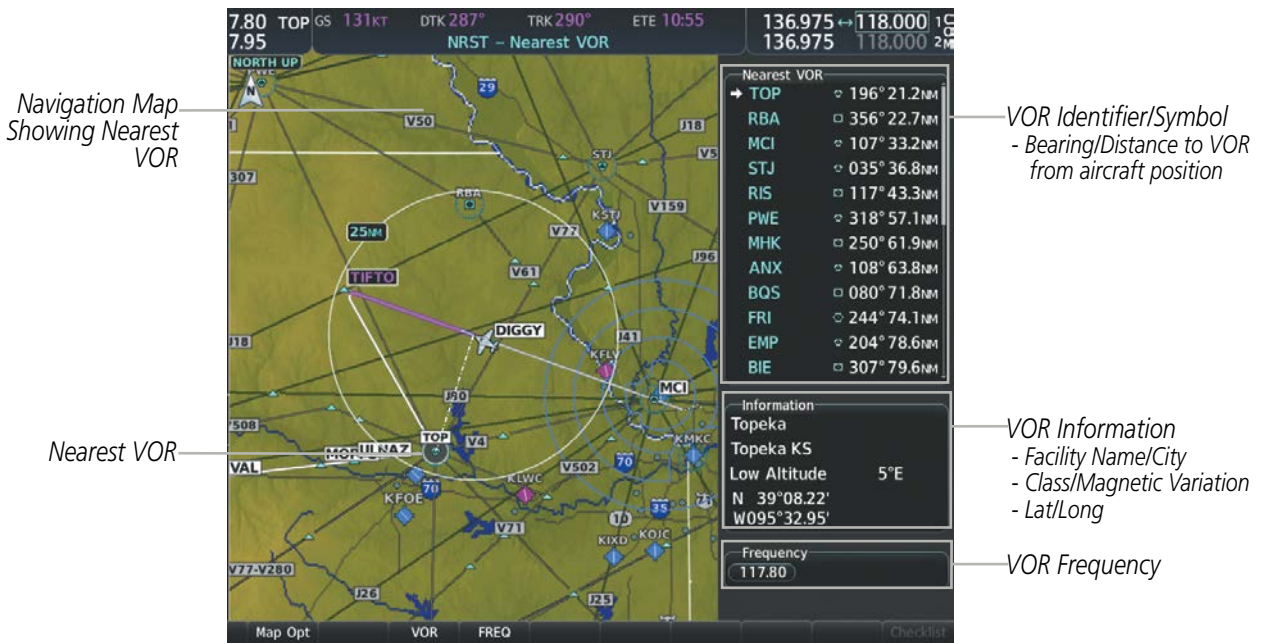 7.80 TOP GS 131KT DTK 287° TRK 290° ETE 10:55 136.975 ↔ 118.000 1
7.95 NRST – Nearest VOR 136.975 118.000 2
COM
NORTH UP
PWE
N
29
V50
J18
STJ
V5
307
RBA
KSTJ
V159
25NM
V77
J96
TIFTO
V61
DIGGY
J18
J41
KFLV
MCI
J80
V508
TOP
ULNAZ
V4
KMKC
VAL
V502
70
70
KLWC
KFOE
35
10
V71
KIXD
KOJC
V77-V280
J26
J25
Nearest VOR
TOP 196° 21.2NM
RBA 356° 22.7NM
MCI 107° 33.2NM
STJ 035° 36.8NM
RIS 117° 43.3NM
PWE 318° 57.1NM
MHK 250° 61.9NM
ANX 108° 63.8NM
BQS 080° 71.8NM
FRI 244° 74.1NM
EMP 204° 78.6NM
BIE 307° 79.6NM
Information
Topeka
Topeka KS
Low Altitude 5°E
N 39°08.22'
W095°32.95'
Frequency
117.80
Map Opt VOR FREQ Checklist
Navigation Map
Showing Nearest
VOR
Nearest VOR
VOR Identifier/Symbol
- Bearing/Distance to VOR
from aircraft position
VOR Information
- Facility Name/City
- Class/Magnetic Variation
- Lat/Long
VOR Frequency